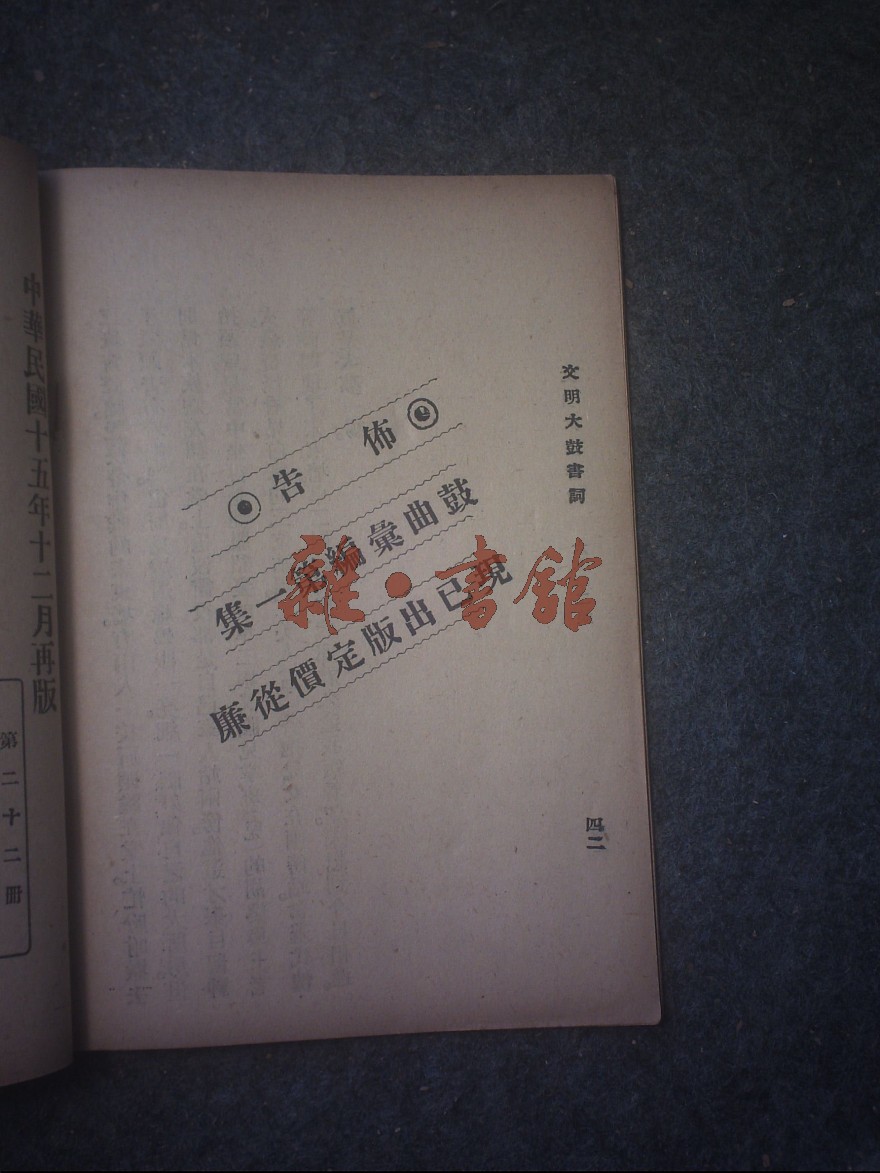 文明大鼓書詞
四二
佈告
鼓曲彙編第一集
現已出版定價從廉
雜·書館
中華民國十五年十二月再版
第二十二冊